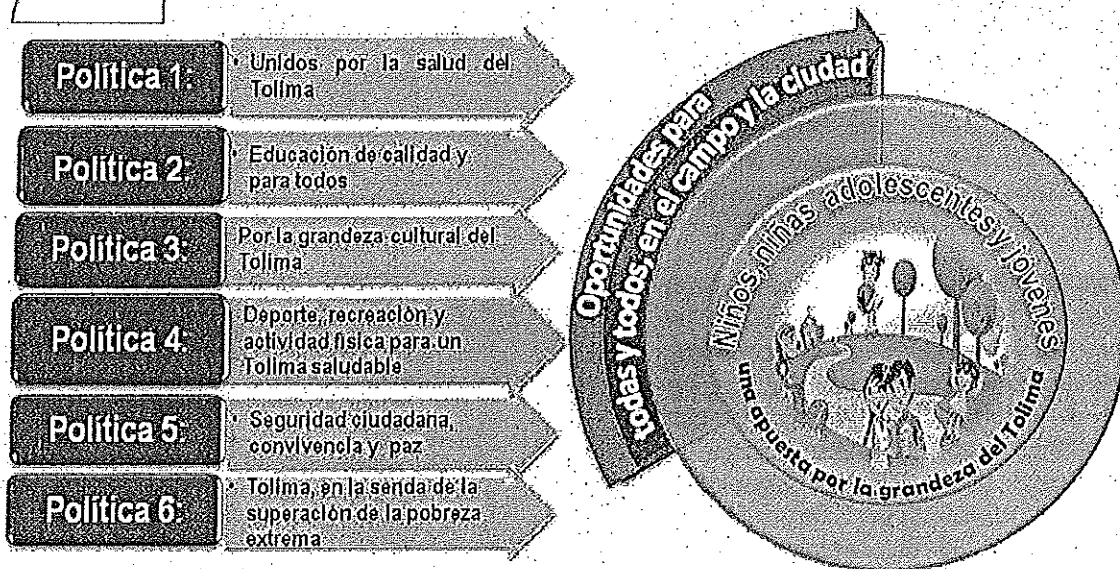 Política 1:
• Unidos por la salud del
Tolima
Política 2:
• Educación de calidad y
para todos
Política 3:
Por la grandeza cultural del
Tolima
Política 4:
Deporte, recreación y
actividad física para un
Tolima saludable
Política 5:
• Seguridad ciudadana,
convivencia y paz
Política 6:
• Tolima, en la senda de la
superación de la pobreza
extrema
Oportunidades para
todas y todos, en el campo y la ciudad
Niños, niñas adolescentes y jóvenes
una apuesta por la grandeza del Tolima